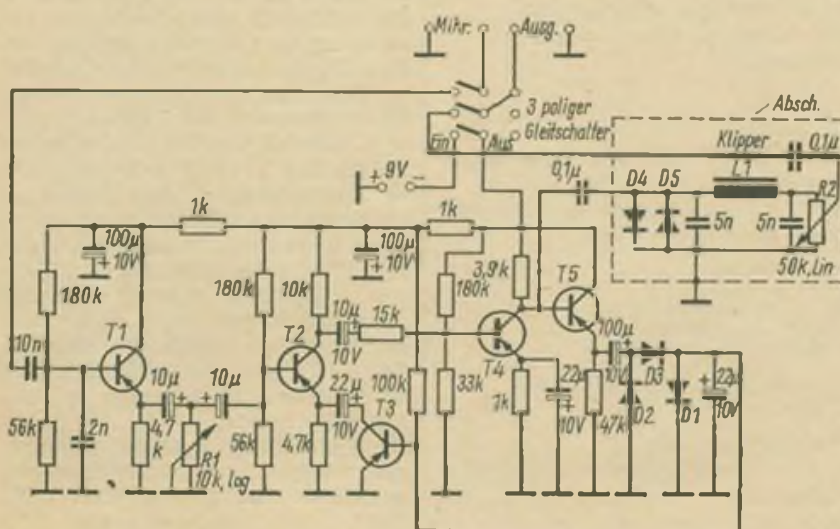 Mikr. Ausg.
3 poliger
Gleitschalter
Ein Aus
Absch.
Klipper
L1
0,1μ
D4 D5
R2
5n
5n
50k, lin
0,1μ
+ 9V -
1k
1k
100μ
+ 10V
100μ
+ 10V
180k
180k
10k
180k
3,9k
T5
10n
T1
T2
10μ
+
10V
15k
T4
100μ
+
10V
D3
10μ
+
10μ
+
22μ
+
10V
T3
100k
33k
1k
22μ
+
10V
47k
D2
D1
22μ
+
10V
56k
2n
4,7
k
R1
10k, log
56k
4,7k